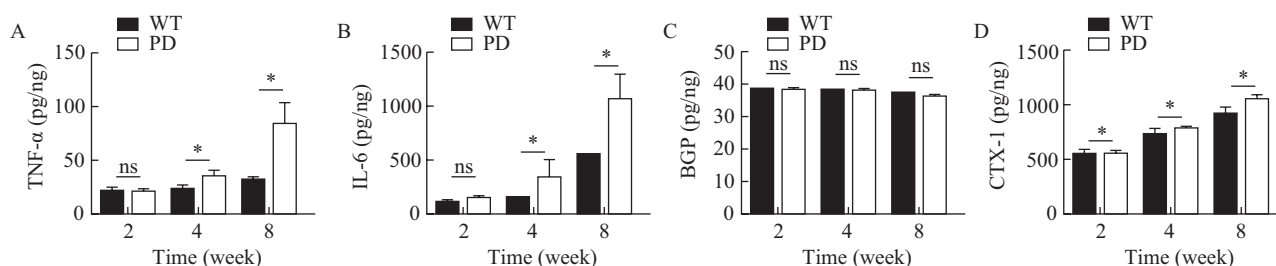 A
WT
PD
TNF-α (pg/ng)
150
100
50
0
ns
*
*
2 4 8
Time (week)
B
WT
PD
IL-6 (pg/ng)
1500
1000
500
0
ns
*
*
2 4 8
Time (week)
C
WT
PD
BGP (pg/ng)
50
40
30
20
10
0
ns
ns
ns
2 4 8
Time (week)
D
WT
PD
CTX-1 (pg/ng)
1500
1000
500
0
*
*
*
2 4 8
Time (week)